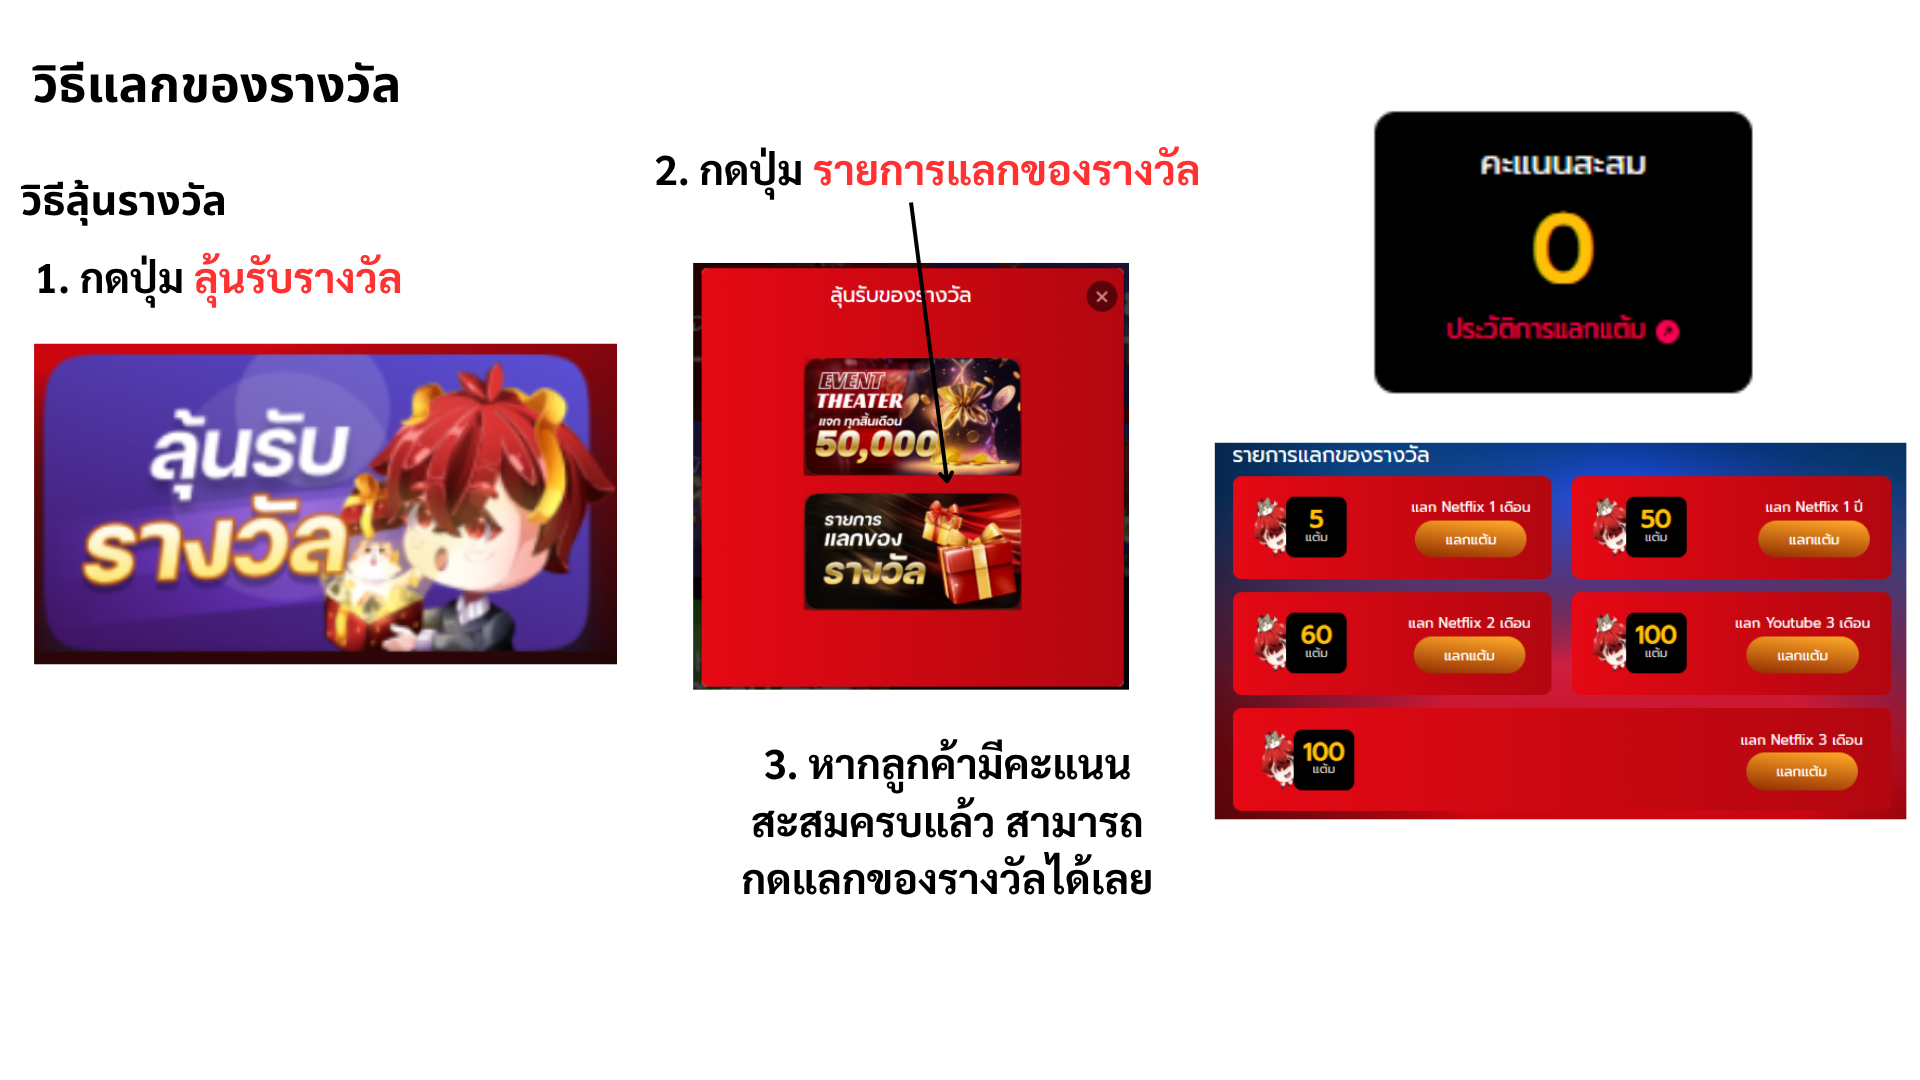 วิธีแลกของรางวัล
วิธีลุ้นรางวัล
1. กดปุ่ม ลุ้นรับรางวัล
ลุ้นรับ
รางวัล
2. กดปุ่ม รายการแลกของรางวัล
ลุ้นรับของรางวัล
EVENT
THEATER
แจก ทุกสิ้นเดือน
50,000
รายการ
แลกของ
รางวัล
3. หากลูกค้ามีคะแนน
สะสมครบแล้ว สามารถ
กดแลกของรางวัลได้เลย
คะแนนสะสม
0
ประวัติการแลกแต้ม
รายการแลกของรางวัล
5
แต้ม
แลก Netflix 1 เดือน
แลกแต้ม
50
แต้ม
แลก Netflix 1 ปี
แลกแต้ม
60
แต้ม
แลก Netflix 2 เดือน
แลกแต้ม
100
แต้ม
แลก Youtube 3 เดือน
แลกแต้ม
100
แต้ม
แลก Netflix 3 เดือน
แลกแต้ม